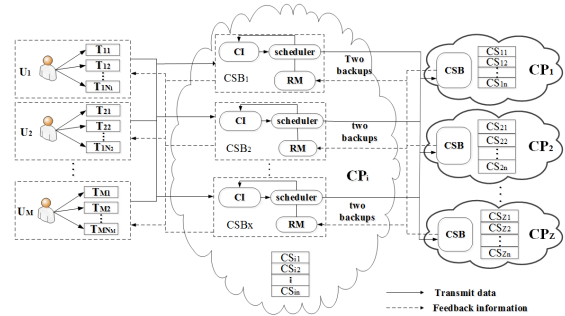 U1
T11
T12
T1N1
U2
T21
T22
T1N2
UM
TM1
TM2
TMNM
CI
scheduler
RM
CSB1
CI
scheduler
RM
CSB2
CI
scheduler
RM
CSBX
CPi
CSi1
CSi2
CSin
Two
backups
two
backups
two
backups
CSB
CS11
CS12
CS1n
CP1
CSB
CS21
CS22
CS2n
CP2
CSB
CSZ1
CSZ2
CSZn
CPZ
Transmit data
Feedback information